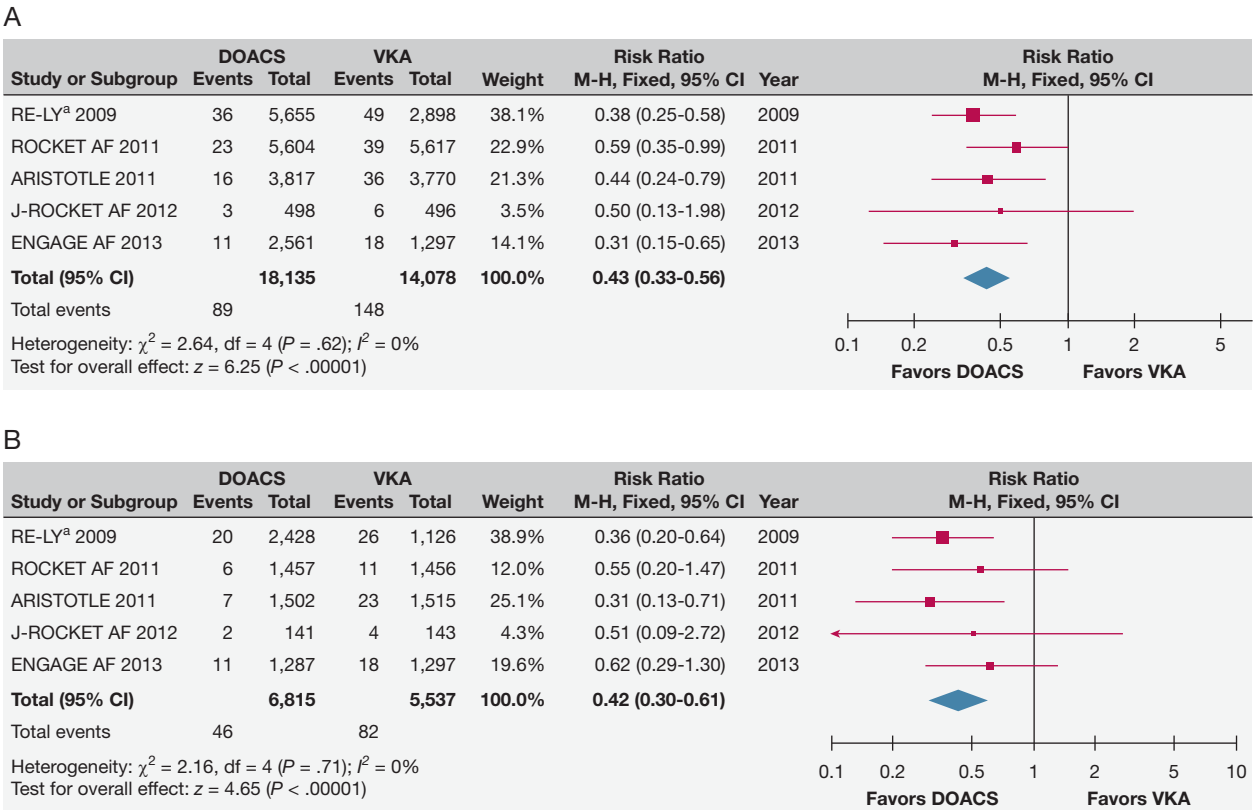 A
DOACS VKA Risk Ratio Risk Ratio
Study or Subgroup Events Total Events Total Weight M-H, Fixed, 95% CI Year M-H, Fixed, 95% CI
RE-LYᵃ 2009 36 5,655 49 2,898 38.1% 0.38 (0.25-0.58) 2009
ROCKET AF 2011 23 5,604 39 5,617 22.9% 0.59 (0.35-0.99) 2011
ARISTOTLE 2011 16 3,817 36 3,770 21.3% 0.44 (0.24-0.79) 2011
J-ROCKET AF 2012 3 498 6 496 3.5% 0.50 (0.13-1.98) 2012
ENGAGE AF 2013 11 2,561 18 1,297 14.1% 0.31 (0.15-0.65) 2013
Total (95% CI) 18,135 14,078 100.0% 0.43 (0.33-0.56)
Total events 89 148
Heterogeneity: χ² = 2.64, df = 4 (P = .62); I² = 0%
Test for overall effect: z = 6.25 (P < .00001)
0.1 0.2 0.5 1 2 5
Favors DOACS Favors VKA
B
DOACS VKA Risk Ratio Risk Ratio
Study or Subgroup Events Total Events Total Weight M-H, Fixed, 95% CI Year M-H, Fixed, 95% CI
RE-LYᵃ 2009 20 2,428 26 1,126 38.9% 0.36 (0.20-0.64) 2009
ROCKET AF 2011 6 1,457 11 1,456 12.0% 0.55 (0.20-1.47) 2011
ARISTOTLE 2011 7 1,502 23 1,515 25.1% 0.31 (0.13-0.71) 2011
J-ROCKET AF 2012 2 141 4 143 4.3% 0.51 (0.09-2.72) 2012
ENGAGE AF 2013 11 1,287 18 1,297 19.6% 0.62 (0.29-1.30) 2013
Total (95% CI) 6,815 5,537 100.0% 0.42 (0.30-0.61)
Total events 46 82
Heterogeneity: χ² = 2.16, df = 4 (P = .71); I² = 0%
Test for overall effect: z = 4.65 (P < .00001)
0.1 0.2 0.5 1 2 5 10
Favors DOACS Favors VKA